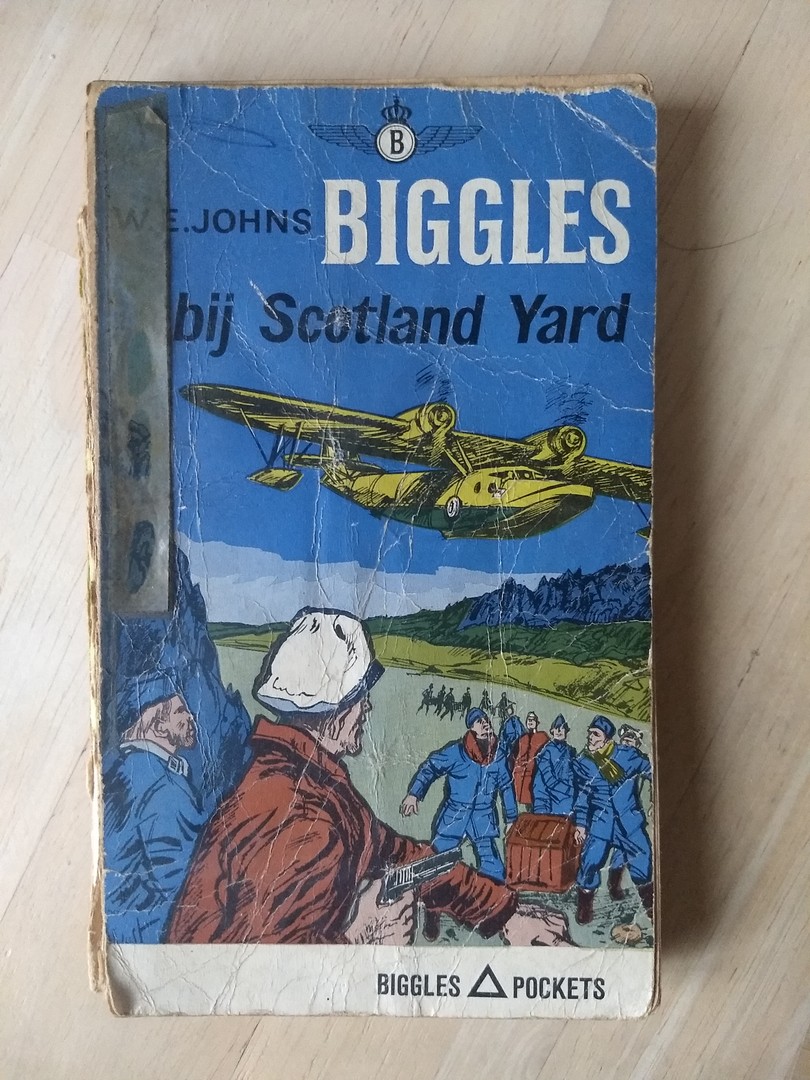 B
W.E.JOHNS BIGGLES
bij Scotland Yard
BIGGLES POCKETS